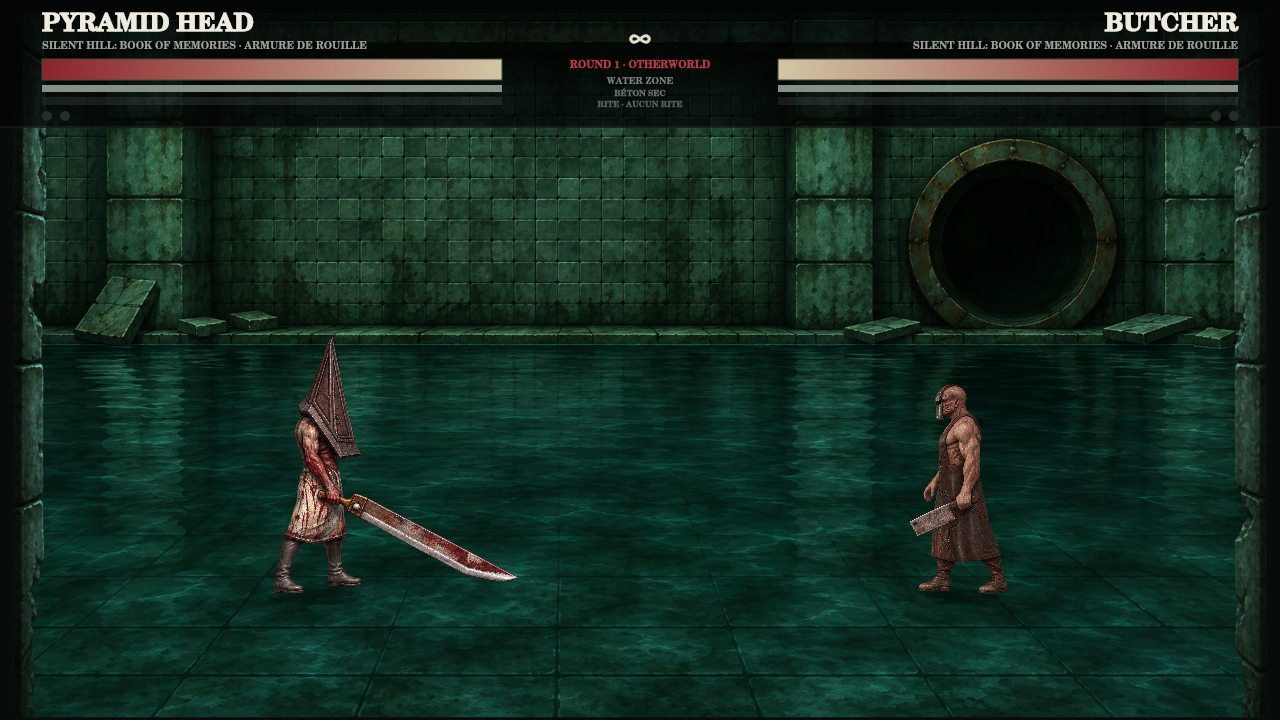 PYRAMID HEAD
SILENT HILL: BOOK OF MEMORIES · ARMURE DE ROUILLE
∞
ROUND 1 · OTHERWORLD
WATER ZONE
BÉTON SEC
RITE · AUCUN RITE
BUTCHER
SILENT HILL: BOOK OF MEMORIES · ARMURE DE ROUILLE